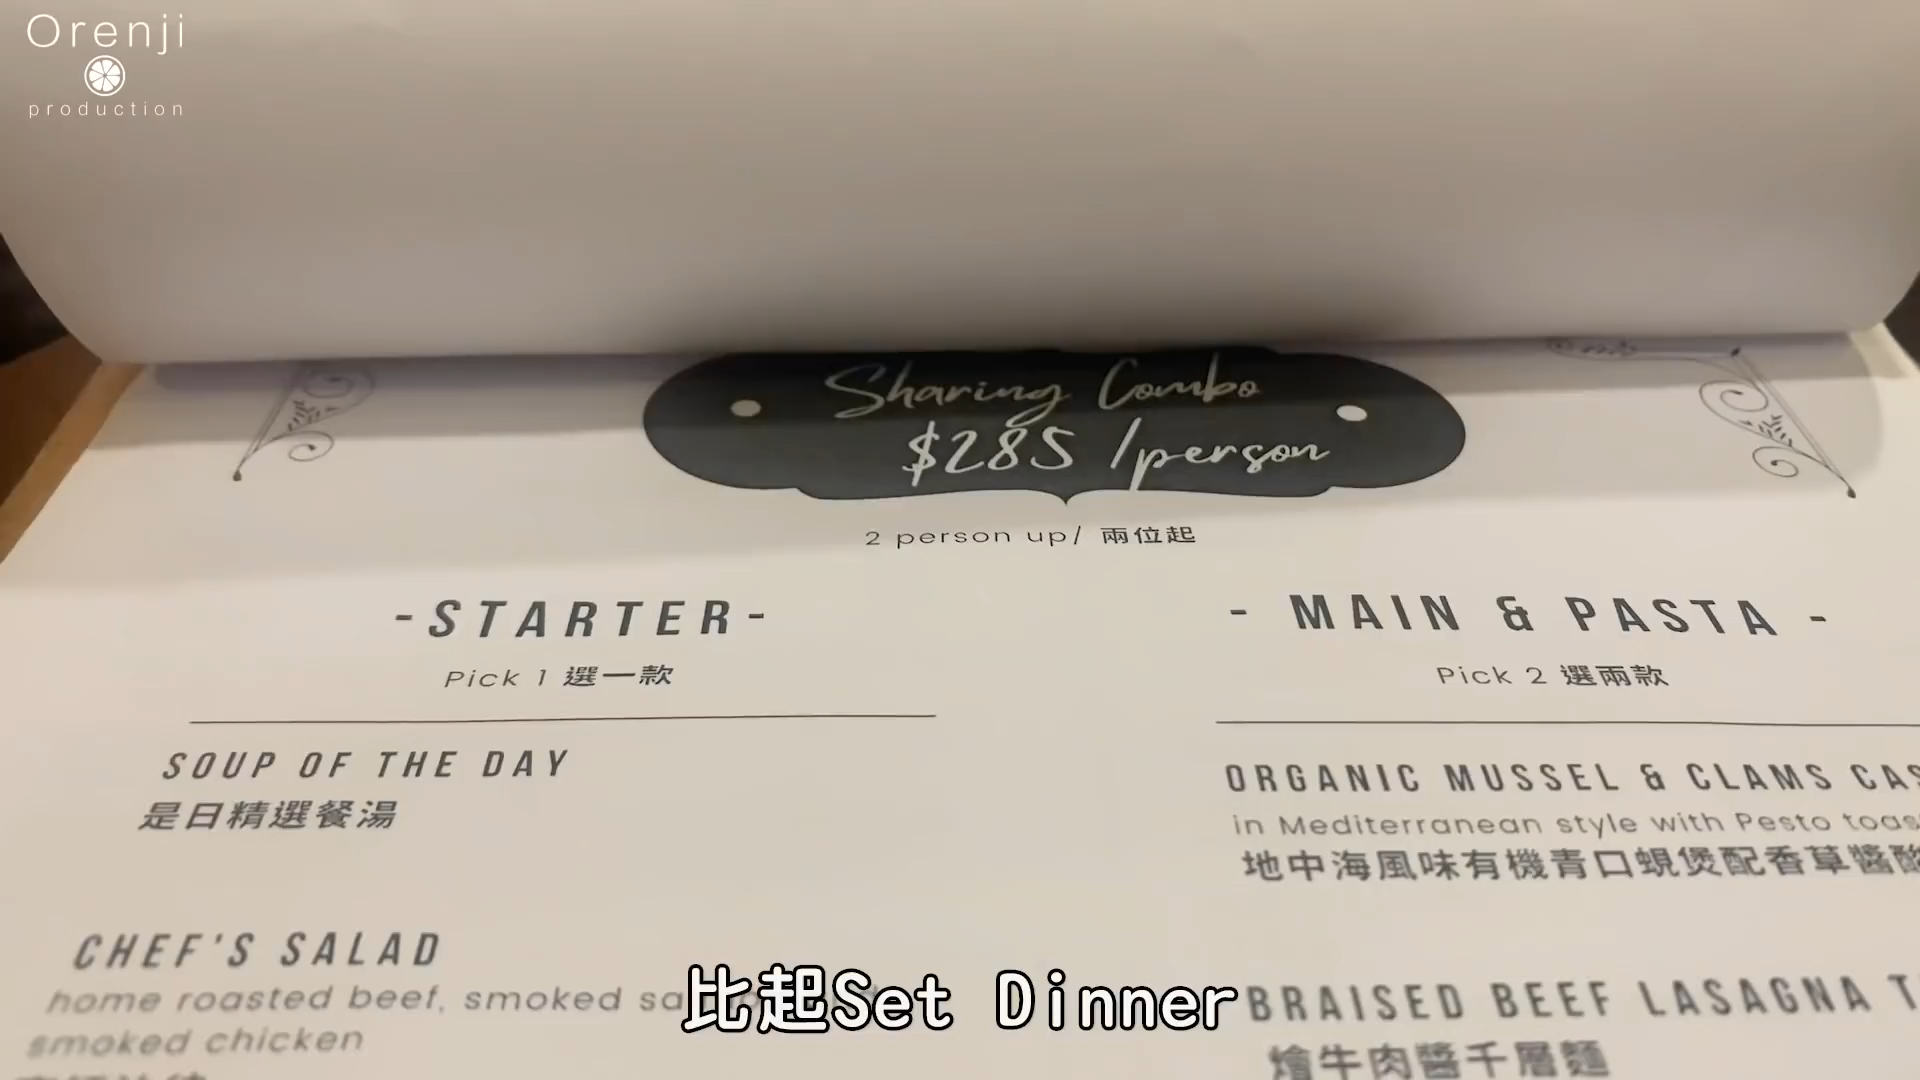 Orenji
production
Sharing Combo
$285 /person
2 person up/ 兩位起
-STARTER-
Pick 1 選一款
SOUP OF THE DAY
是日精選餐湯
CHEF'S SALAD
home roasted beef, smoked
smoked chicken
- MAIN & PASTA -
Pick 2 選兩款
ORGANIC MUSSEL & CLAMS
in Mediterranean style with Pesto
地中海風味有機青口蜆煲配香草醬
BRAISED BEEF LASAGNA
燴牛肉醬千層麵
比起Set Dinner